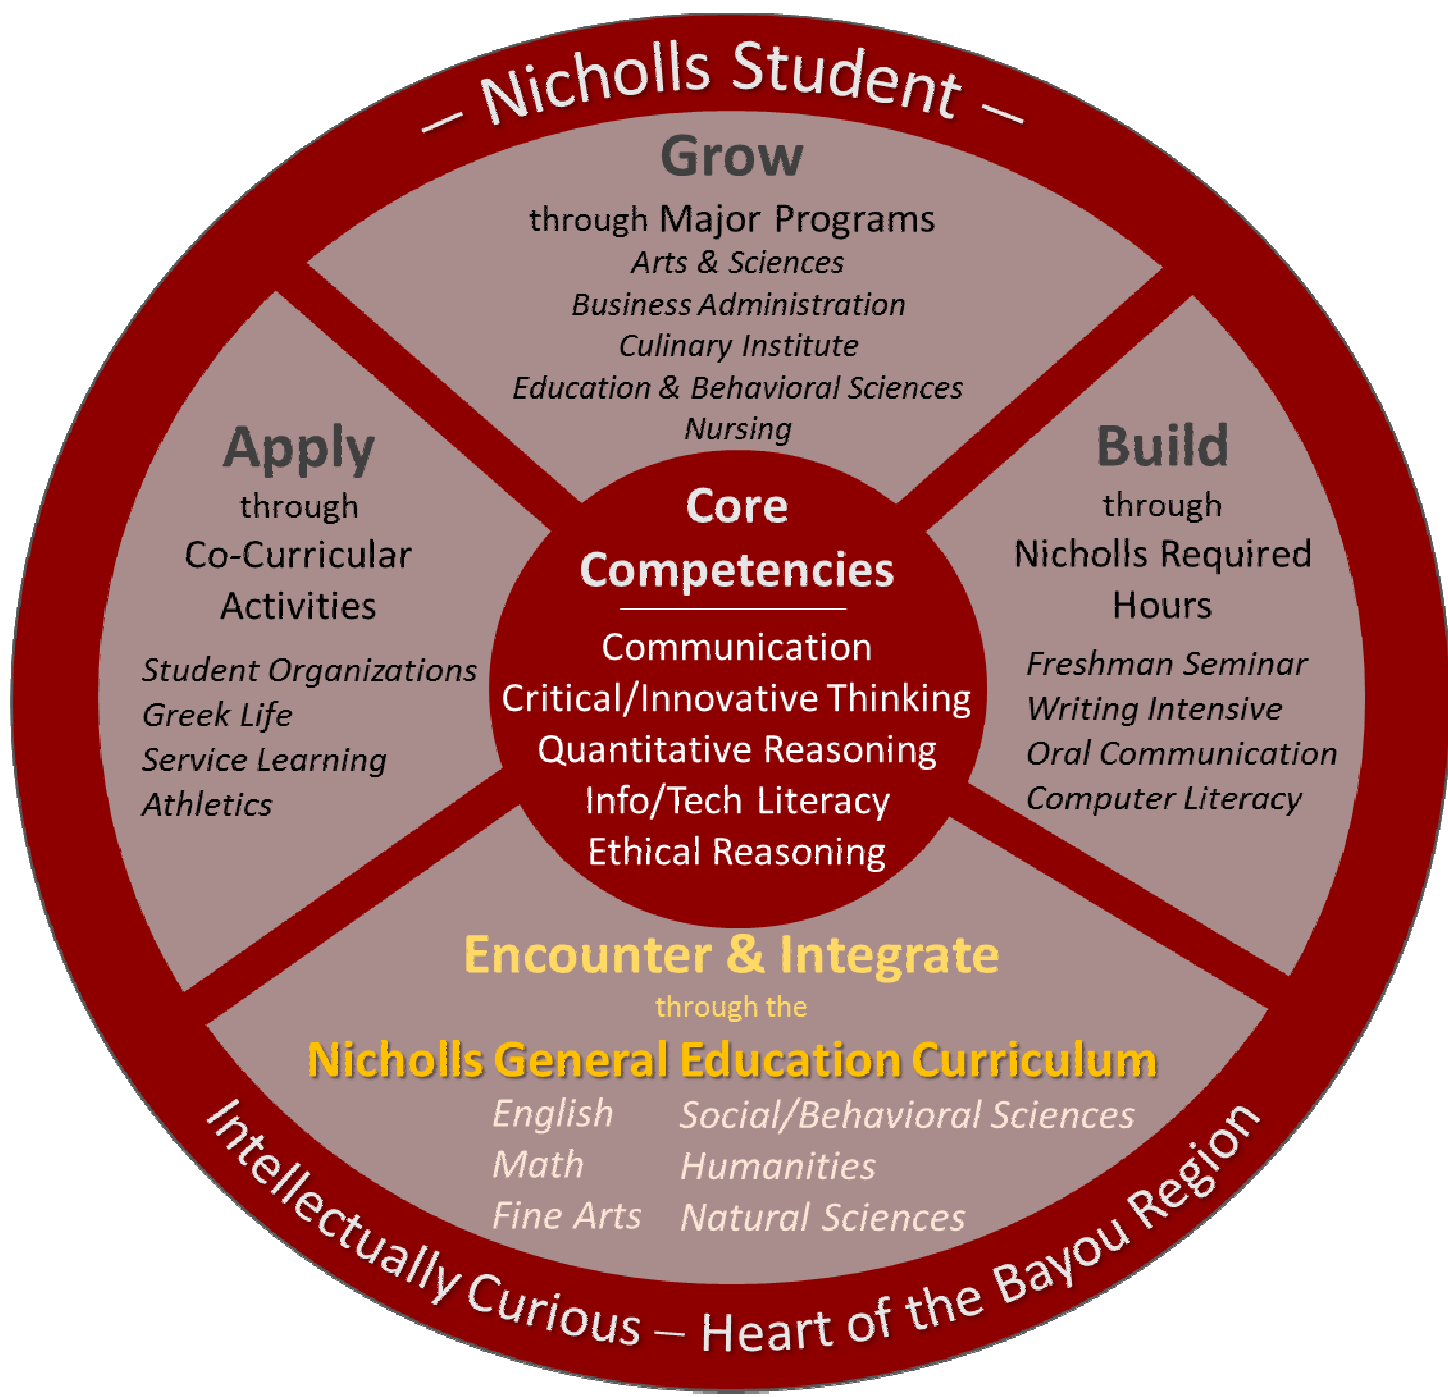 – Nicholls Student –
Grow
through Major Programs
Arts & Sciences
Business Administration
Culinary Institute
Education & Behavioral Sciences
Nursing
Apply
through
Co-Curricular
Activities
Student Organizations
Greek Life
Service Learning
Athletics
Core
Competencies
Communication
Critical/Innovative Thinking
Quantitative Reasoning
Info/Tech Literacy
Ethical Reasoning
Build
through
Nicholls Required
Hours
Freshman Seminar
Writing Intensive
Oral Communication
Computer Literacy
Encounter & Integrate
through the
Nicholls General Education Curriculum
English Social/Behavioral Sciences
Math Humanities
Fine Arts Natural Sciences
Intellectually Curious – Heart of the Bayou Region